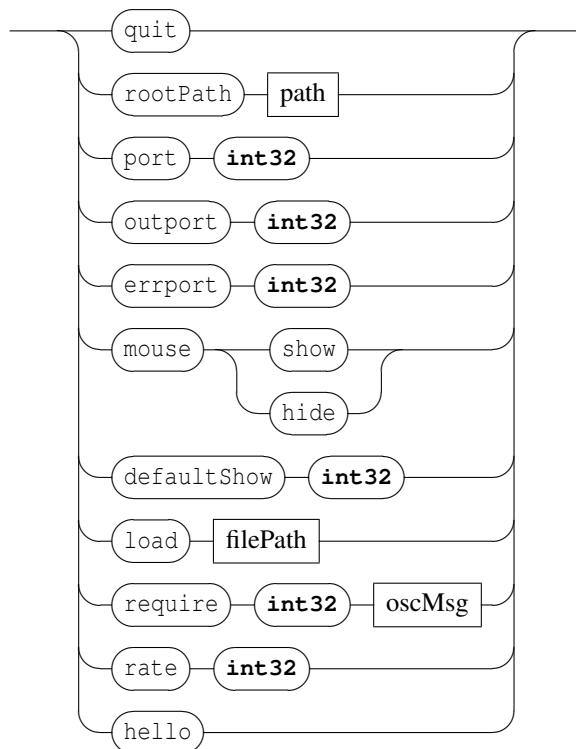 quit
rootPath path
port int32
outport int32
errport int32
mouse show
hide
defaultShow int32
load filePath
require int32 oscMsg
rate int32
hello